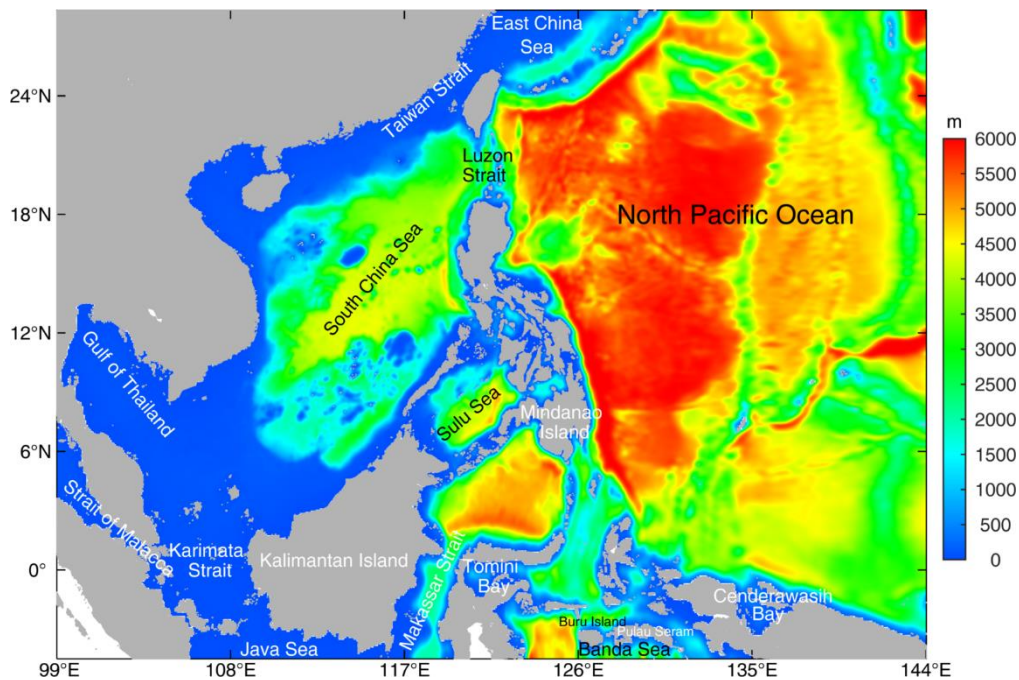 East China
Sea
24°N
Taiwan Strait
m
6000
Luzon
Strait
5000
18°N
North Pacific Ocean
4500
4000
South China Sea
3500
12°N
3000
Gulf of Thailand
2500
Sulu Sea
Mindanao
Island
2000
6°N
1500
1000
Strait of Malacca
500
Karimata
Strait
Kalimantan Island
Makassar Strait
Tomini
Bay
0°
0
Cenderawasih
Bay
Buru Island
Pulau Seram
Java Sea
Banda Sea
99°E
108°E
117°E
126°E
135°E
144°E